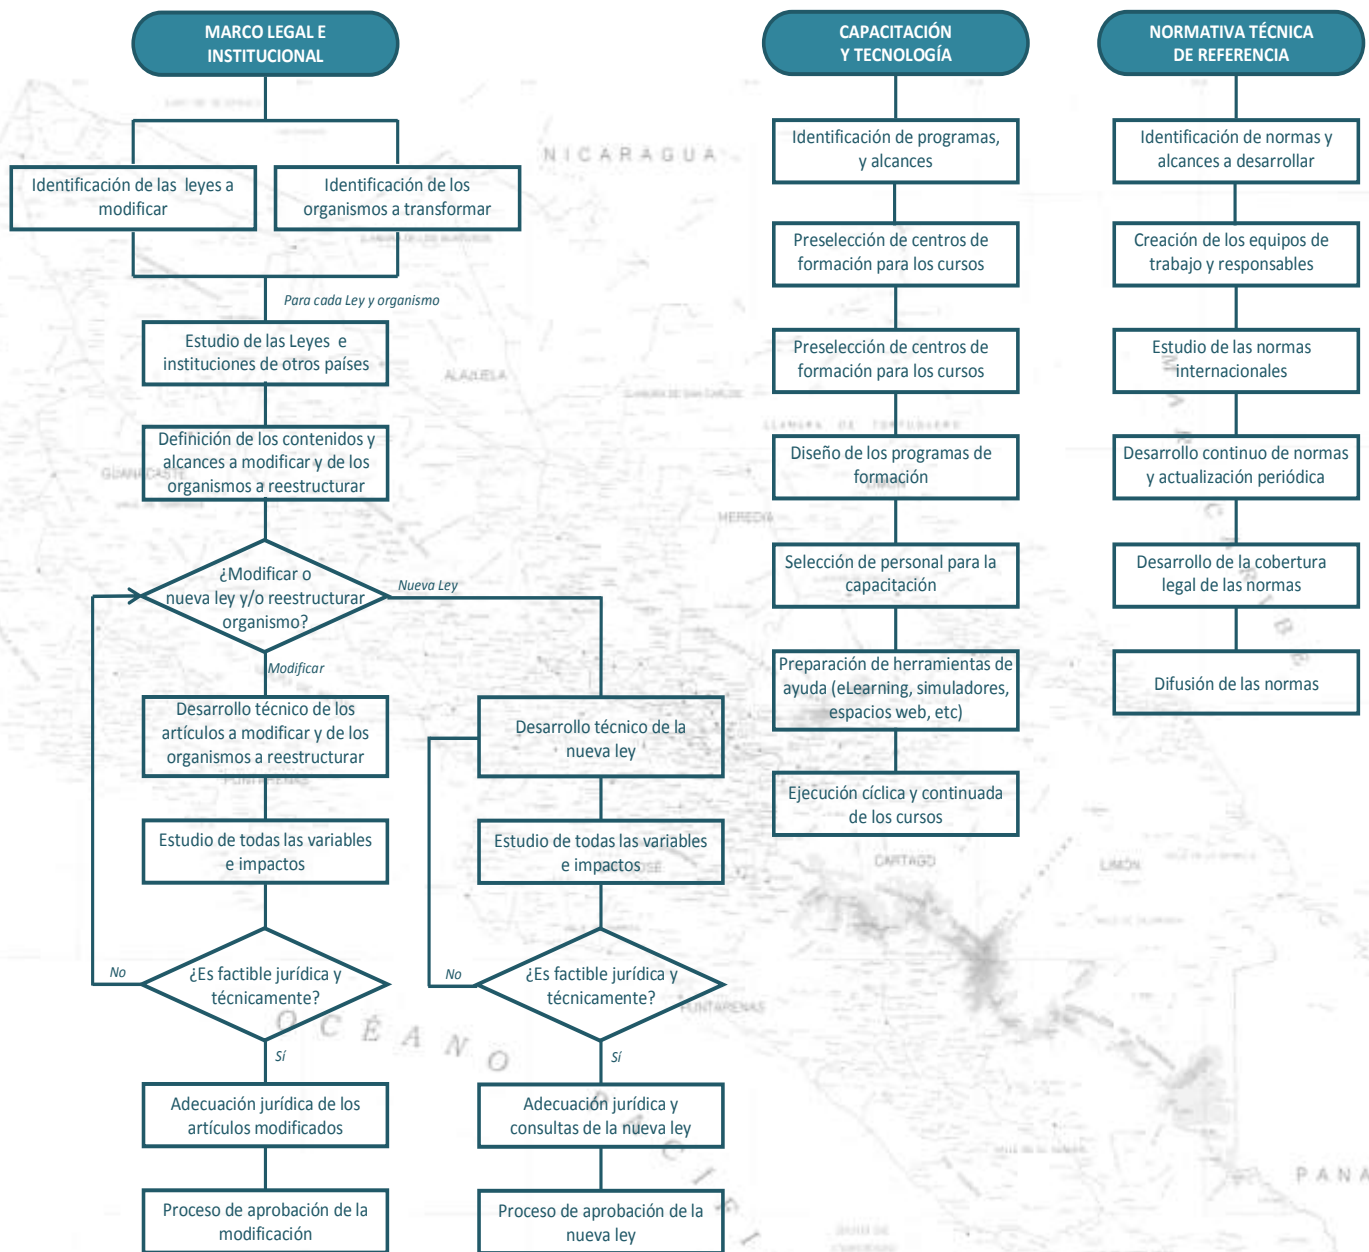 MARCO LEGAL E
INSTITUCIONAL
Identificación de las leyes a
modificar
Identificación de los
organismos a transformar
Para cada Ley y organismo
Estudio de las Leyes e
instituciones de otros países
Definición de los contenidos y
alcances a modificar y de los
organismos a reestructurar
¿Modificar o
nueva ley y/o reestructurar
organismo?
Nueva Ley
Modificar
Desarrollo técnico de los
artículos a modificar y de los
organismos a reestructurar
Estudio de todas las variables
e impactos
¿Es factible jurídica y
técnicamente?
No
Sí
Adecuación jurídica de los
artículos modificados
Proceso de aprobación de la
modificación
Desarrollo técnico de la
nueva ley
Estudio de todas las variables
e impactos
¿Es factible jurídica y
técnicamente?
No
Sí
Adecuación jurídica y
consultas de la nueva ley
Proceso de aprobación de la
nueva ley
CAPACITACIÓN
Y TECNOLOGÍA
Identificación de programas,
y alcances
Preselección de centros de
formación para los cursos
Preselección de centros de
formación para los cursos
Diseño de los programas de
formación
Selección de personal para la
capacitación
Preparación de herramientas de
ayuda (eLearning, simuladores,
espacios web, etc)
Ejecución cíclica y continuada
de los cursos
NORMATIVA TÉCNICA
DE REFERENCIA
Identificación de normas y
alcances a desarrollar
Creación de los equipos de
trabajo y responsables
Estudio de las normas
internacionales
Desarrollo continuo de normas
y actualización periódica
Desarrollo de la cobertura
legal de las normas
Difusión de las normas
NICARAGUA
ALAJUELA
GUANACASTE
HEREDIA
PUNTARENAS
CARTAGO
LIMÓN
PUNTARENAS
OCÉANO
MAR CARIBE
PANA